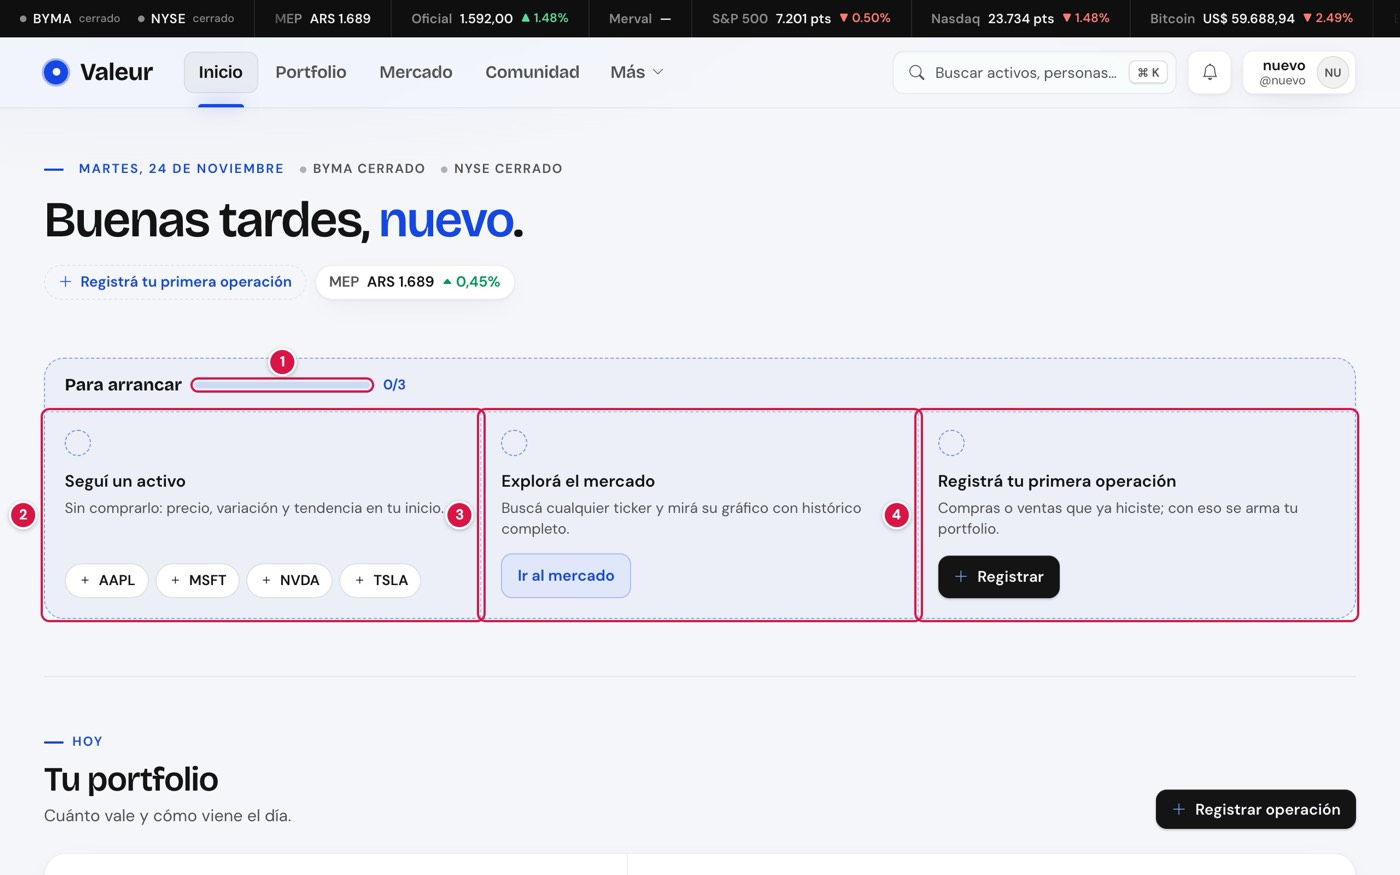 BYMA cerrado NYSE cerrado MEP ARS 1.689 Oficial 1.592,00 ▲ 1.48% Merval — S&P 500 7.201 pts ▼ 0.50% Nasdaq 23.734 pts ▼ 1.48% Bitcoin US$ 59.688,94 ▼ 2.49%
Valeur Inicio Portfolio Mercado Comunidad Más Buscar activos, personas... ⌘ K nuevo @nuevo NU
MARTES, 24 DE NOVIEMBRE BYMA CERRADO NYSE CERRADO
Buenas tardes, nuevo.
+ Registrá tu primera operación MEP ARS 1.689 ▲ 0,45%
1
Para arrancar 0/3
2
Seguí un activo
Sin comprarlo: precio, variación y tendencia en tu inicio.
+ AAPL + MSFT + NVDA + TSLA
3
Explorá el mercado
Buscá cualquier ticker y mirá su gráfico con histórico
completo.
Ir al mercado
4
Registrá tu primera operación
Compras o ventas que ya hiciste; con eso se arma tu
portfolio.
+ Registrar
HOY
Tu portfolio
Cuánto vale y cómo viene el día.
+ Registrar operación